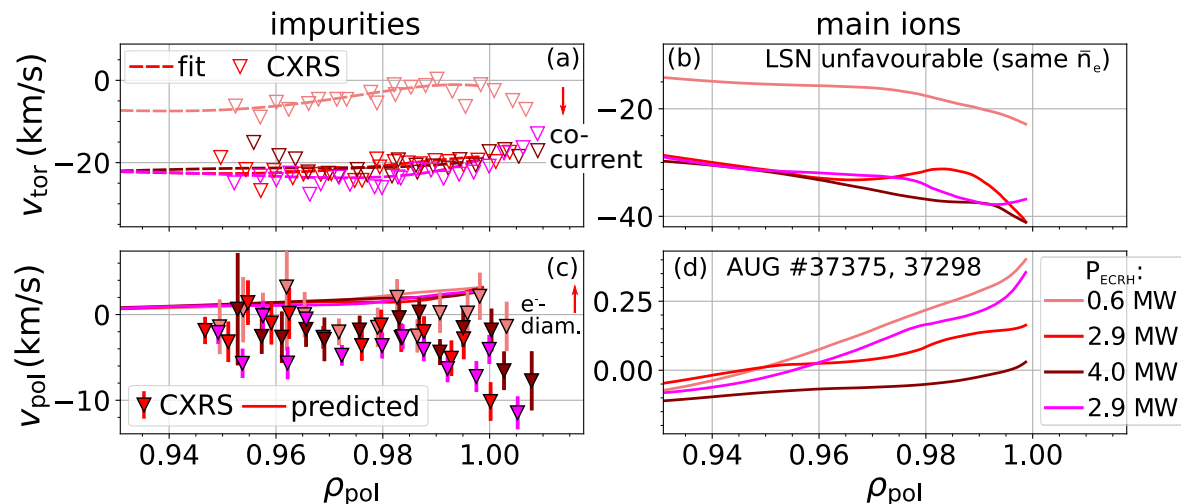 impurities
main ions
fit CXRS
(a)
(b)
LSN unfavourable (same n̄e)
0
−20
co-
current
vtor (km/s)
−20
−40
(c)
(d)
AUG #37375, 37298
0
−10
e⁻-
diam.
vpol (km/s)
CXRS predicted
0.25
0.00
PECRH:
0.6 MW
2.9 MW
4.0 MW
2.9 MW
0.94 0.96 0.98 1.00
0.94 0.96 0.98 1.00
ρpol
ρpol